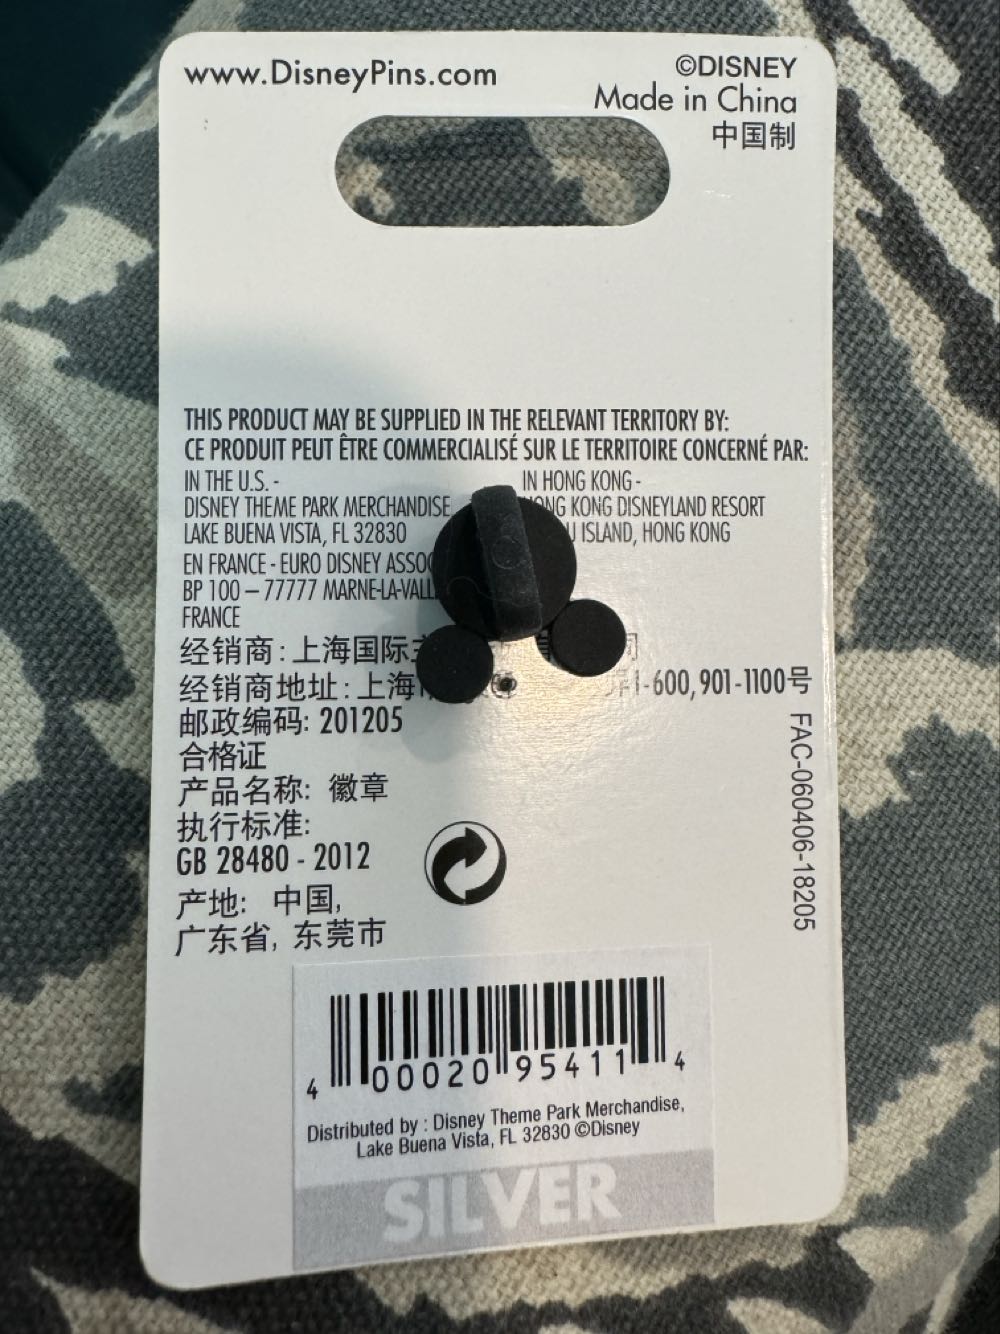 www.DisneyPins.com
©DISNEY
Made in China
中国制
THIS PRODUCT MAY BE SUPPLIED IN THE RELEVANT TERRITORY BY:
CE PRODUIT PEUT ÊTRE COMMERCIALISÉ SUR LE TERRITOIRE CONCERNÉ PAR:
IN THE U.S. -
DISNEY THEME PARK MERCHANDISE
LAKE BUENA VISTA, FL 32830
EN FRANCE - EURO DISNEY
BP 100 – 77777
FRANCE
IN HONG KONG -
KONG DISNEYLAND RESORT
ISLAND, HONG KONG
经销商: 上海国际
经销商地址: 上海 1-600, 901-1100号
邮政编码: 201205
合格证
产品名称: 徽章
执行标准:
GB 28480 - 2012
产地: 中国,
广东省, 东莞市
FAC-060406-18205
4 00020 95411 4
Distributed by : Disney Theme Park Merchandise,
Lake Buena Vista, FL 32830 ©Disney
SILVER